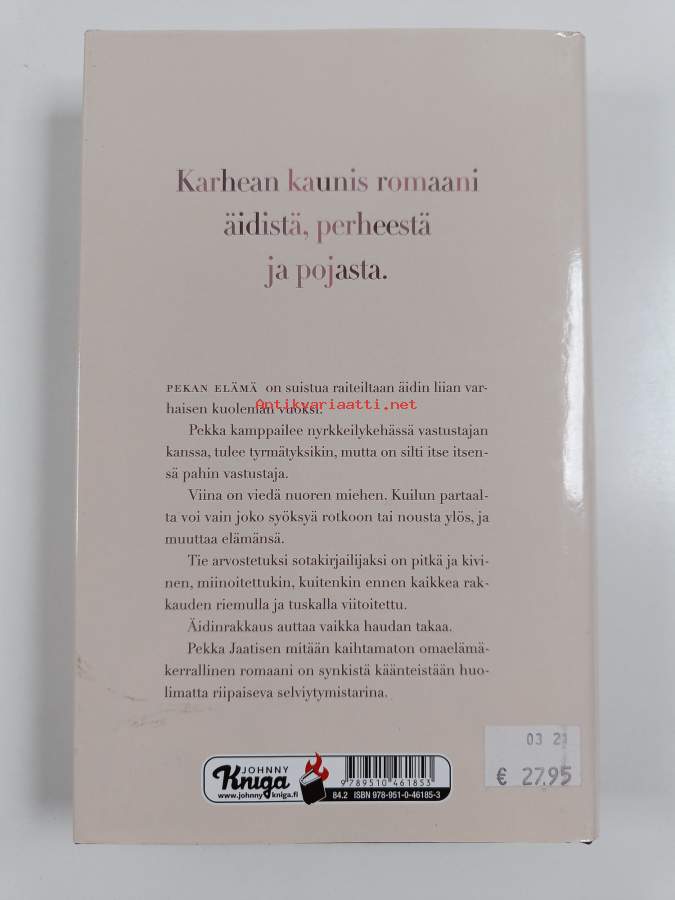 Karhean kaunis romaani
äidistä, perheestä
ja pojasta.
PEKAN ELÄMÄ on suistua raiteiltaan äidin liian var-
haisen kuoleman vuoksi.
Antikvariaatti.net
Pekka kamppailee nyrkkeilykehässä vastustajan
kanssa, tulee tyrmätyksikin, mutta on silti itse itsen-
sä pahin vastustaja.
Viina on viedä nuoren miehen. Kuilun partaal-
ta voi vain joko syöksyä rotkoon tai nousta ylös, ja
muuttaa elämänsä.
Tie arvostetuksi sotakirjailijaksi on pitkä ja kivi-
nen, miinoitettukin, kuitenkin ennen kaikkea rak-
kauden riemulla ja tuskalla viitoitettu.
Äidinrakkaus auttaa vaikka haudan takaa.
Pekka Jaatisen mitään kaihtamaton omaelämä-
kerrallinen romaani on synkistä käänteistään huo-
limatta riipaiseva selviytymistarina.
03 21
€ 27,95
JOHNNY
Kniga
www.johnnykniga.fi
9789510461853
84.2 ISBN 978-951-0-46185-3